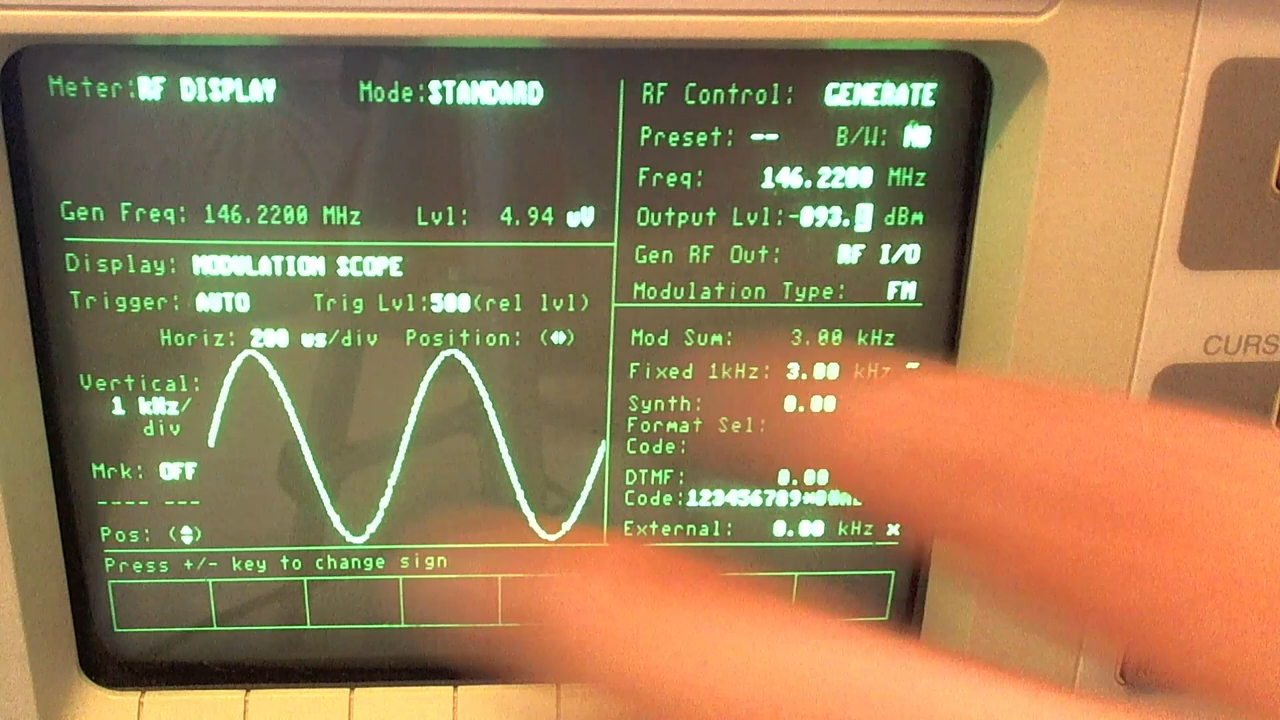 Meter:RF DISPLAY Mode:STANDARD
Gen Freq: 146.2200 MHz Lvl: 4.94 uV
Display: MODULATION SCOPE
Trigger: AUTO Trig Lvl:500(rel lvl)
Horiz: 200 us/div Position: (◂▸)
Vertical:
1 kHz/
div
Mrk: OFF
---- ---
Pos: (▴▾)
Press +/- key to change sign
RF Control: GENERATE
Preset: -- B/W: NB
Freq: 146.2200 MHz
Output Lvl:-093. dBm
Gen RF Out: RF I/O
Modulation Type: FM
Mod Sum: 3.00 kHz
Fixed 1kHz: 3.00 kHz ~
Synth: 0.00
Format Sel:
Code:
DTMF: 0.00
Code:123456789*0
External: 0.00 kHz x
CURS